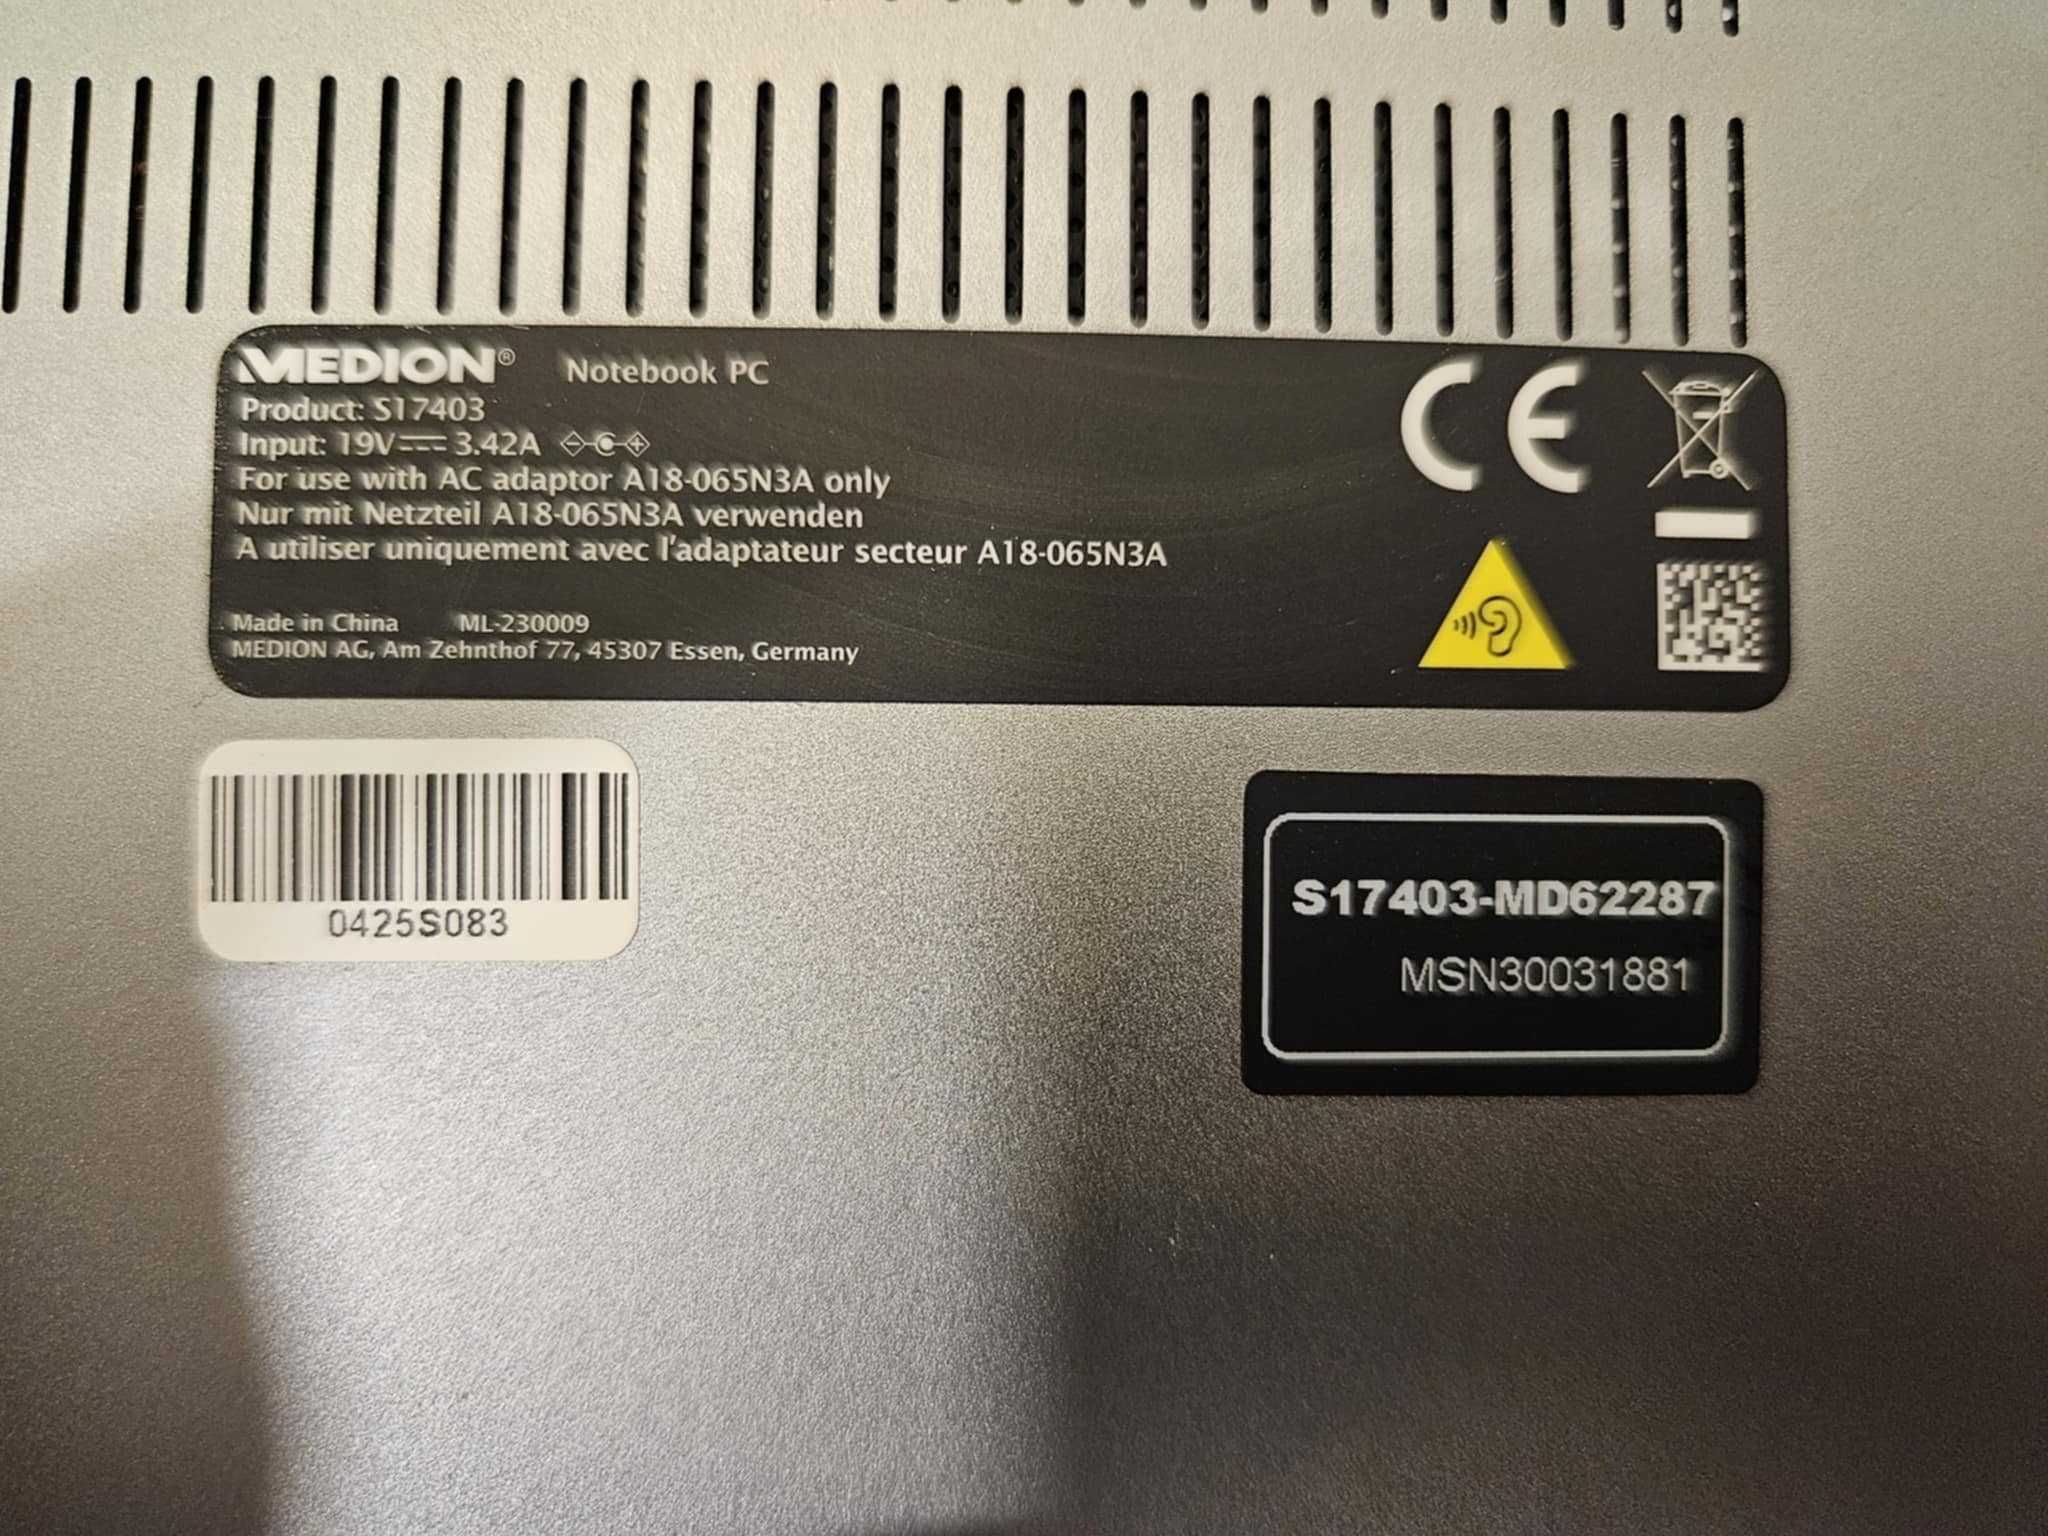 MEDION® Notebook PC
Product: S17403
Input: 19V⎓3.42A
For use with AC adaptor A18-065N3A only
Nur mit Netzteil A18-065N3A verwenden
A utiliser uniquement avec l'adaptateur secteur A18-065N3A
Made in China ML-230009
MEDION AG, Am Zehnthof 77, 45307 Essen, Germany
CE
0425S083
S17403-MD62287
MSN30031881